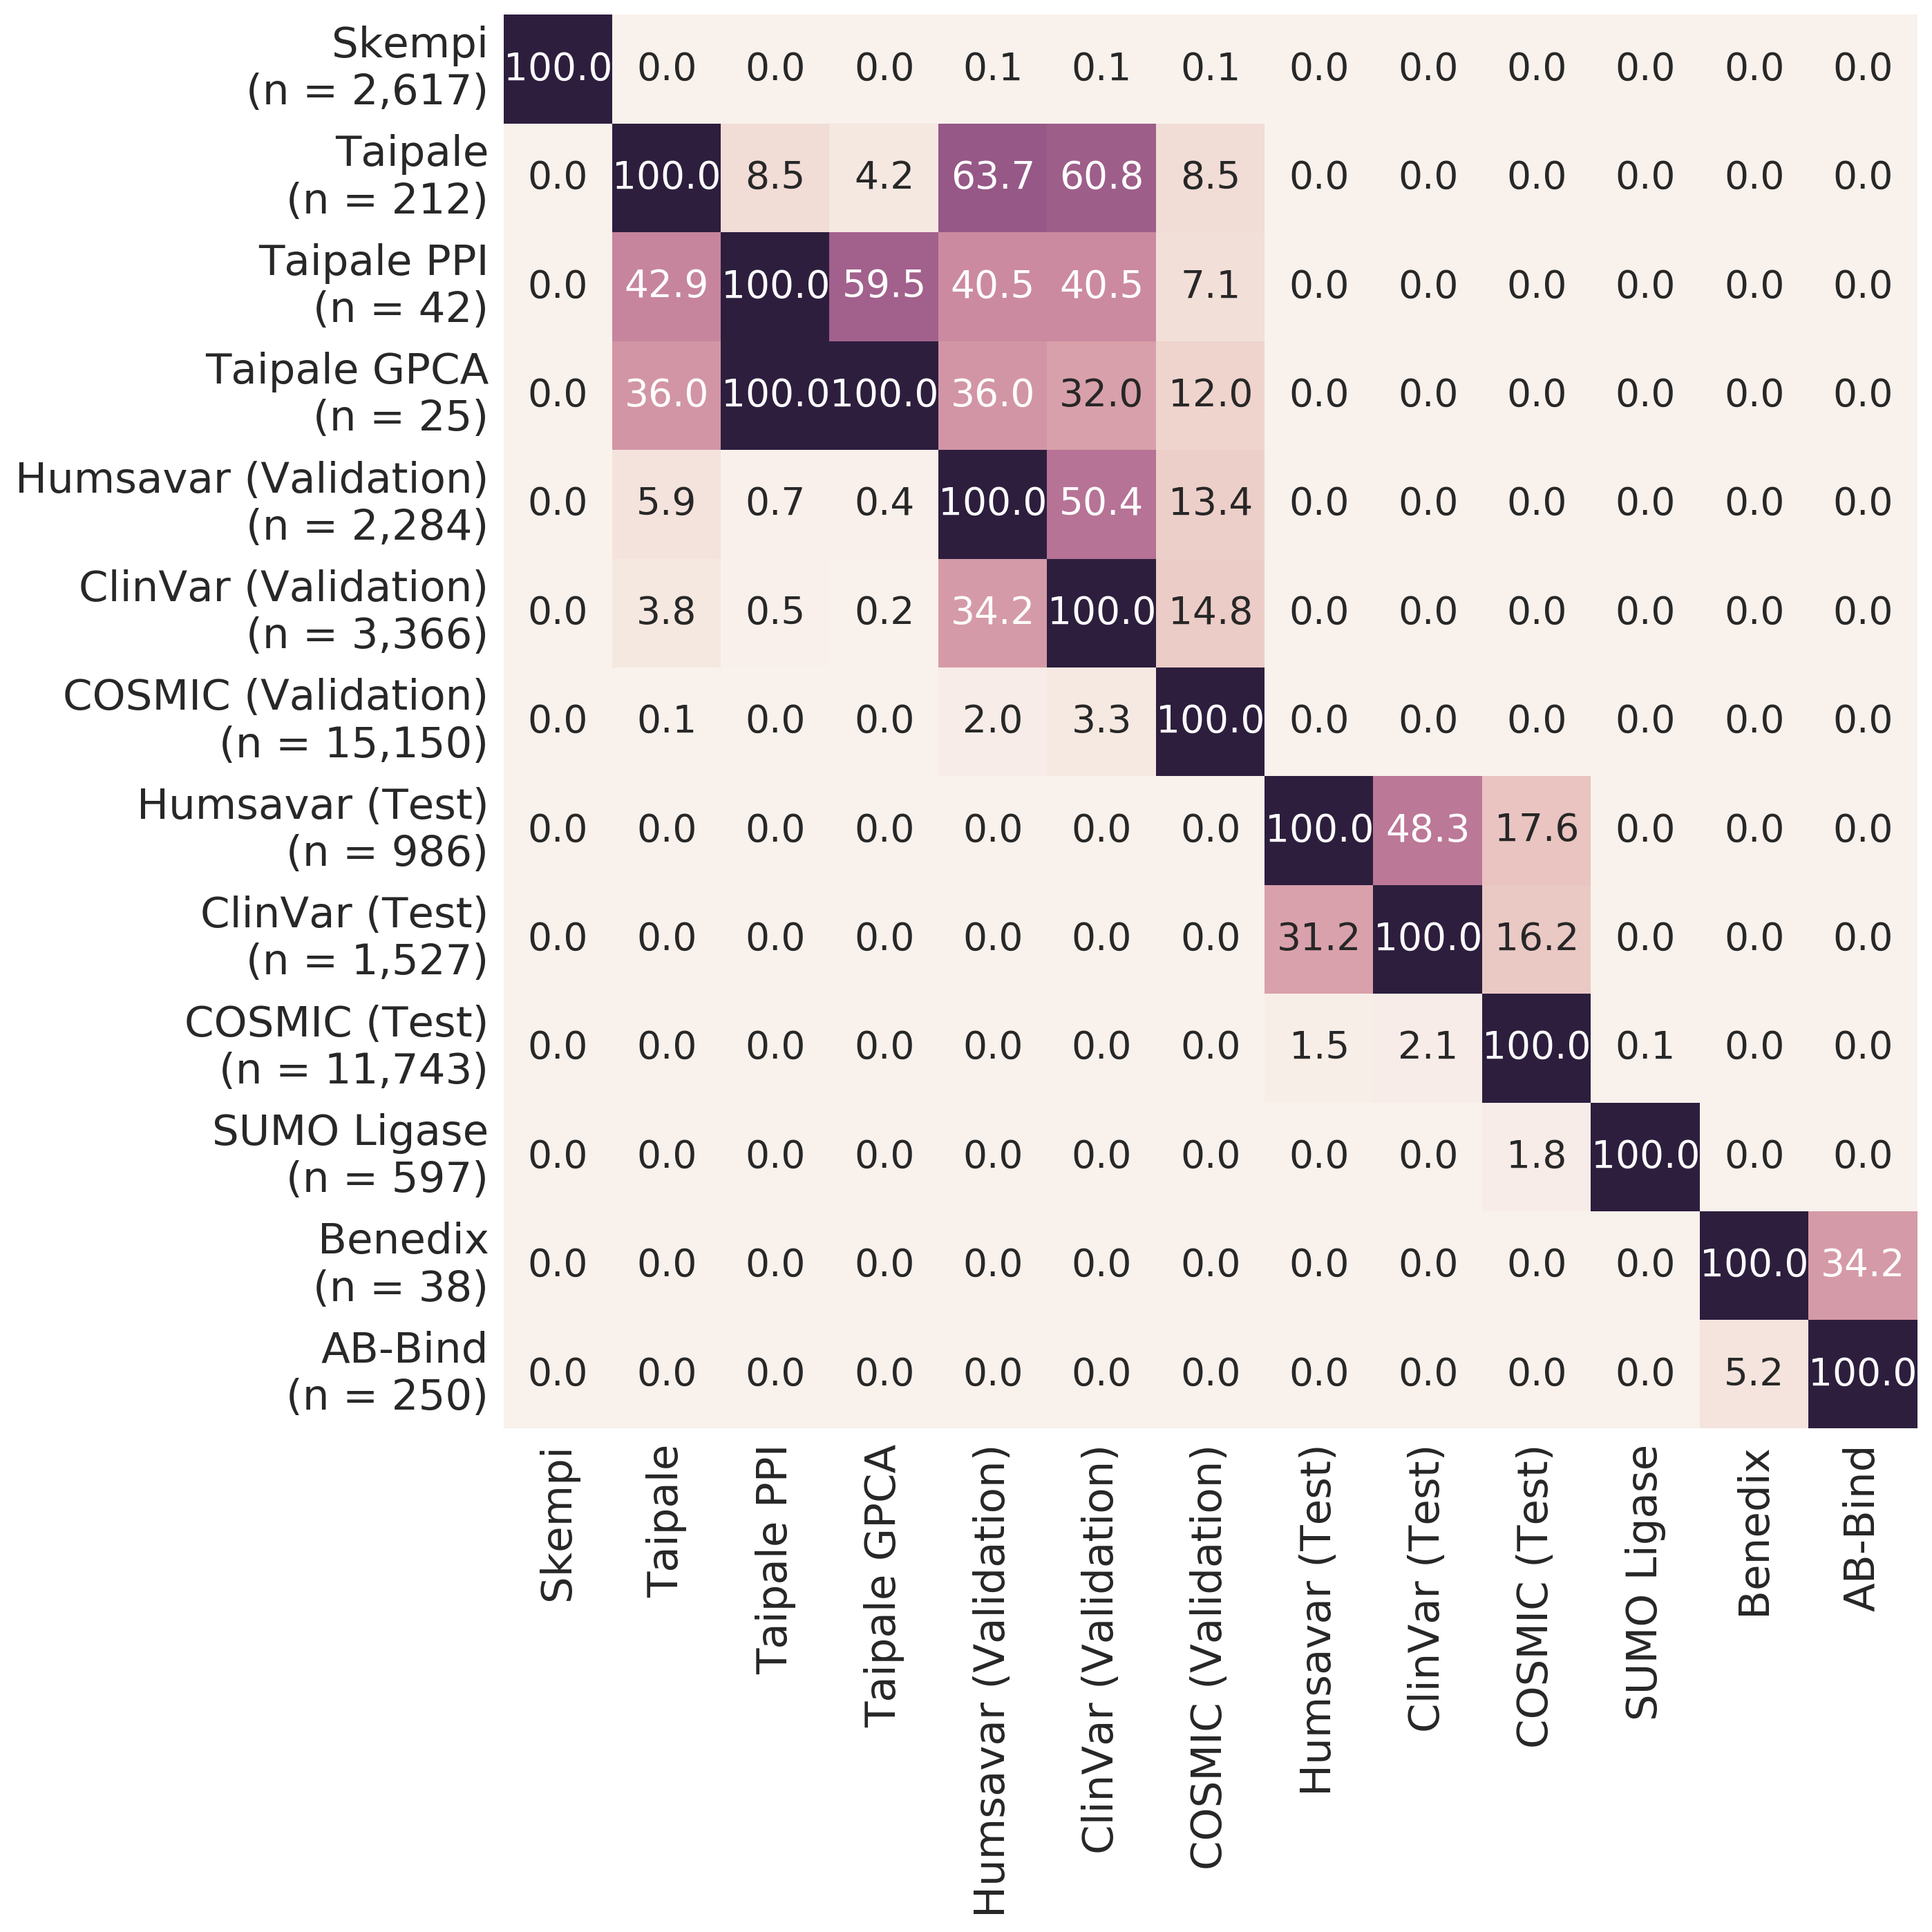 Skempi
(n = 2,617)
100.0 0.0 0.0 0.0 0.1 0.1 0.1 0.0 0.0 0.0 0.0 0.0 0.0
Taipale
(n = 212)
0.0 100.0 8.5 4.2 63.7 60.8 8.5 0.0 0.0 0.0 0.0 0.0 0.0
Taipale PPI
(n = 42)
0.0 42.9 100.0 59.5 40.5 40.5 7.1 0.0 0.0 0.0 0.0 0.0 0.0
Taipale GPCA
(n = 25)
0.0 36.0 100.0 100.0 36.0 32.0 12.0 0.0 0.0 0.0 0.0 0.0 0.0
Humsavar (Validation)
(n = 2,284)
0.0 5.9 0.7 0.4 100.0 50.4 13.4 0.0 0.0 0.0 0.0 0.0 0.0
ClinVar (Validation)
(n = 3,366)
0.0 3.8 0.5 0.2 34.2 100.0 14.8 0.0 0.0 0.0 0.0 0.0 0.0
COSMIC (Validation)
(n = 15,150)
0.0 0.1 0.0 0.0 2.0 3.3 100.0 0.0 0.0 0.0 0.0 0.0 0.0
Humsavar (Test)
(n = 986)
0.0 0.0 0.0 0.0 0.0 0.0 0.0 100.0 48.3 17.6 0.0 0.0 0.0
ClinVar (Test)
(n = 1,527)
0.0 0.0 0.0 0.0 0.0 0.0 0.0 31.2 100.0 16.2 0.0 0.0 0.0
COSMIC (Test)
(n = 11,743)
0.0 0.0 0.0 0.0 0.0 0.0 0.0 1.5 2.1 100.0 0.1 0.0 0.0
SUMO Ligase
(n = 597)
0.0 0.0 0.0 0.0 0.0 0.0 0.0 0.0 0.0 1.8 100.0 0.0 0.0
Benedix
(n = 38)
0.0 0.0 0.0 0.0 0.0 0.0 0.0 0.0 0.0 0.0 0.0 100.0 34.2
AB-Bind
(n = 250)
0.0 0.0 0.0 0.0 0.0 0.0 0.0 0.0 0.0 0.0 0.0 5.2 100.0
Skempi
Taipale
Taipale PPI
Taipale GPCA
Humsavar (Validation)
ClinVar (Validation)
COSMIC (Validation)
Humsavar (Test)
ClinVar (Test)
COSMIC (Test)
SUMO Ligase
Benedix
AB-Bind